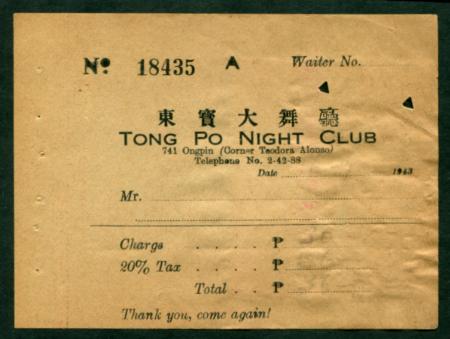 Nº 18435 A Waiter No.
東寶大舞廳
TONG PO NIGHT CLUB
741 Ongpin (Corner Teodora Alonso)
Telephone No. 2-42-88
Date 1943
Mr.
Charge . . . . ₱
20% Tax . . . . ₱
Total . . ₱
Thank you, come again!